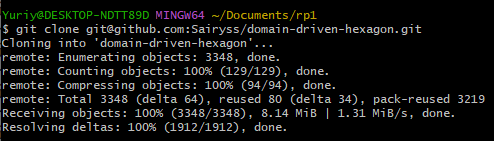 Yuriy@DESKTOP-NDTT89D MINGW64 ~/Documents/rp1
$ git clone git@github.com:Sairyss/domain-driven-hexagon.git
Cloning into 'domain-driven-hexagon'...
remote: Enumerating objects: 3348, done.
remote: Counting objects: 100% (129/129), done.
remote: Compressing objects: 100% (94/94), done.
remote: Total 3348 (delta 64), reused 80 (delta 34), pack-reused 3219
Receiving objects: 100% (3348/3348), 8.14 MiB | 1.31 MiB/s, done.
Resolving deltas: 100% (1912/1912), done.